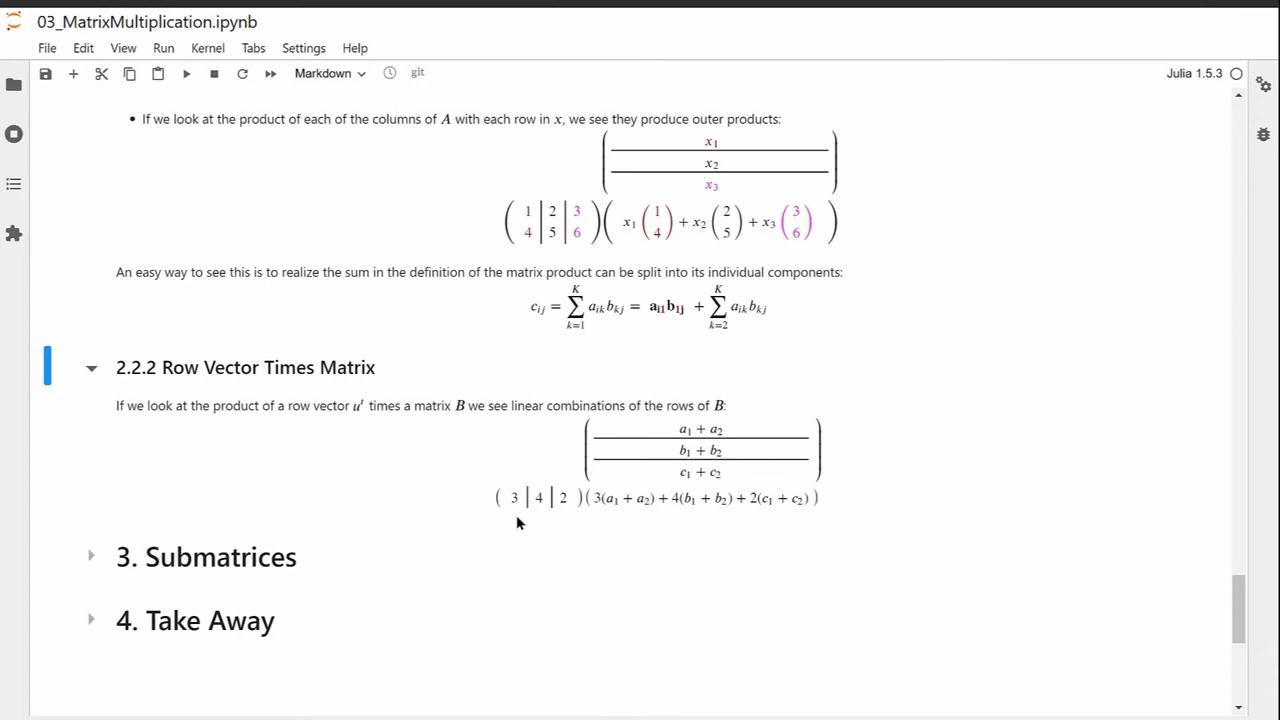 03_MatrixMultiplication.ipynb
File Edit View Run Kernel Tabs Settings Help
Markdown git Julia 1.5.3
• If we look at the product of each of the columns of A with each row in x, we see they produce outer products:
x₁
x₂
x₃
( 1 | 2 | 3 ) ( x₁ ( 1 ) + x₂ ( 2 ) + x₃ ( 3 ) )
( 4 | 5 | 6 ) ( ( 4 ) ( 5 ) ( 6 ) )
An easy way to see this is to realize the sum in the definition of the matrix product can be split into its individual components:
cᵢⱼ = ∑_{k=1}^{K} aᵢₖbₖⱼ = aᵢ₁b₁ⱼ + ∑_{k=2}^{K} aᵢₖbₖⱼ
2.2.2 Row Vector Times Matrix
If we look at the product of a row vector uᵗ times a matrix B we see linear combinations of the rows of B:
a₁ + a₂
b₁ + b₂
c₁ + c₂
( 3 | 4 | 2 ) ( 3(a₁ + a₂) + 4(b₁ + b₂) + 2(c₁ + c₂) )
3. Submatrices
4. Take Away